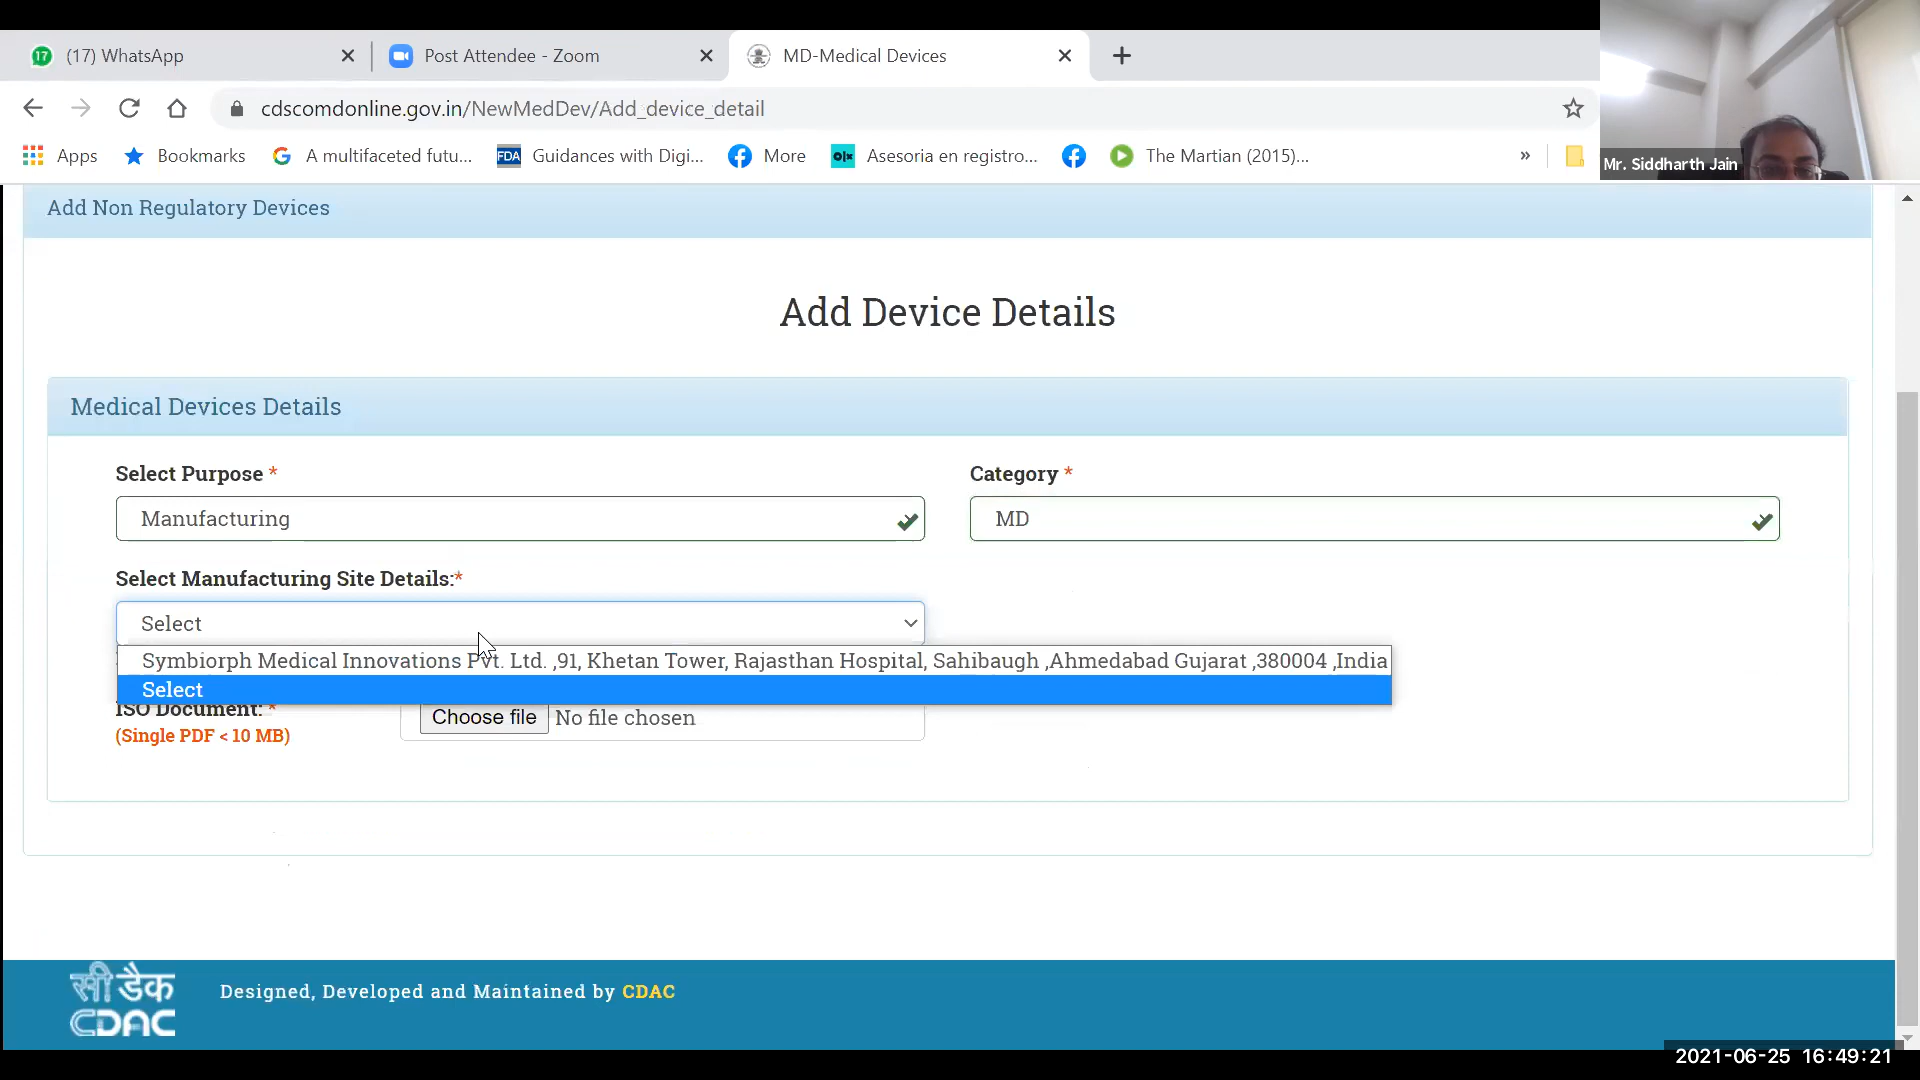 (17) WhatsApp
Post Attendee - Zoom
MD-Medical Devices
cdscomdonline.gov.in/NewMedDev/Add_device_detail
Apps
Bookmarks
A multifaceted futu...
FDA
Guidances with Digi...
More
olx
Asesoria en registro...
The Martian (2015)...
»
Mr. Siddharth Jain
Add Non Regulatory Devices
Add Device Details
Medical Devices Details
Select Purpose *
Category *
Manufacturing
MD
Select Manufacturing Site Details:*
Select
Symbiorph Medical Innovations Pvt. Ltd. ,91, Khetan Tower, Rajasthan Hospital, Sahibaugh ,Ahmedabad Gujarat ,380004 ,India
Select
ISO Document: *
Choose file No file chosen
(Single PDF < 10 MB)
सी डैक
CDAC
Designed, Developed and Maintained by CDAC
2021-06-25 16:49:21